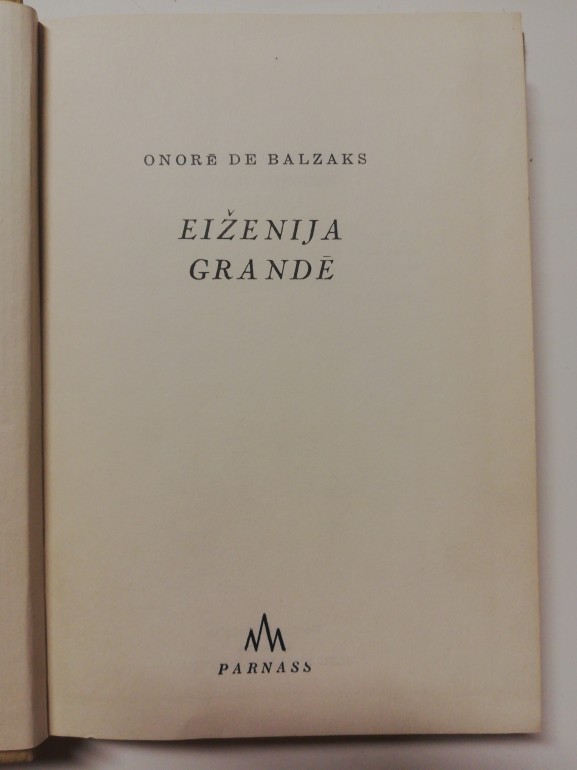 ONORĒ DE BALZAKS
EIŽENIJA
GRANDĒ
PARNASS